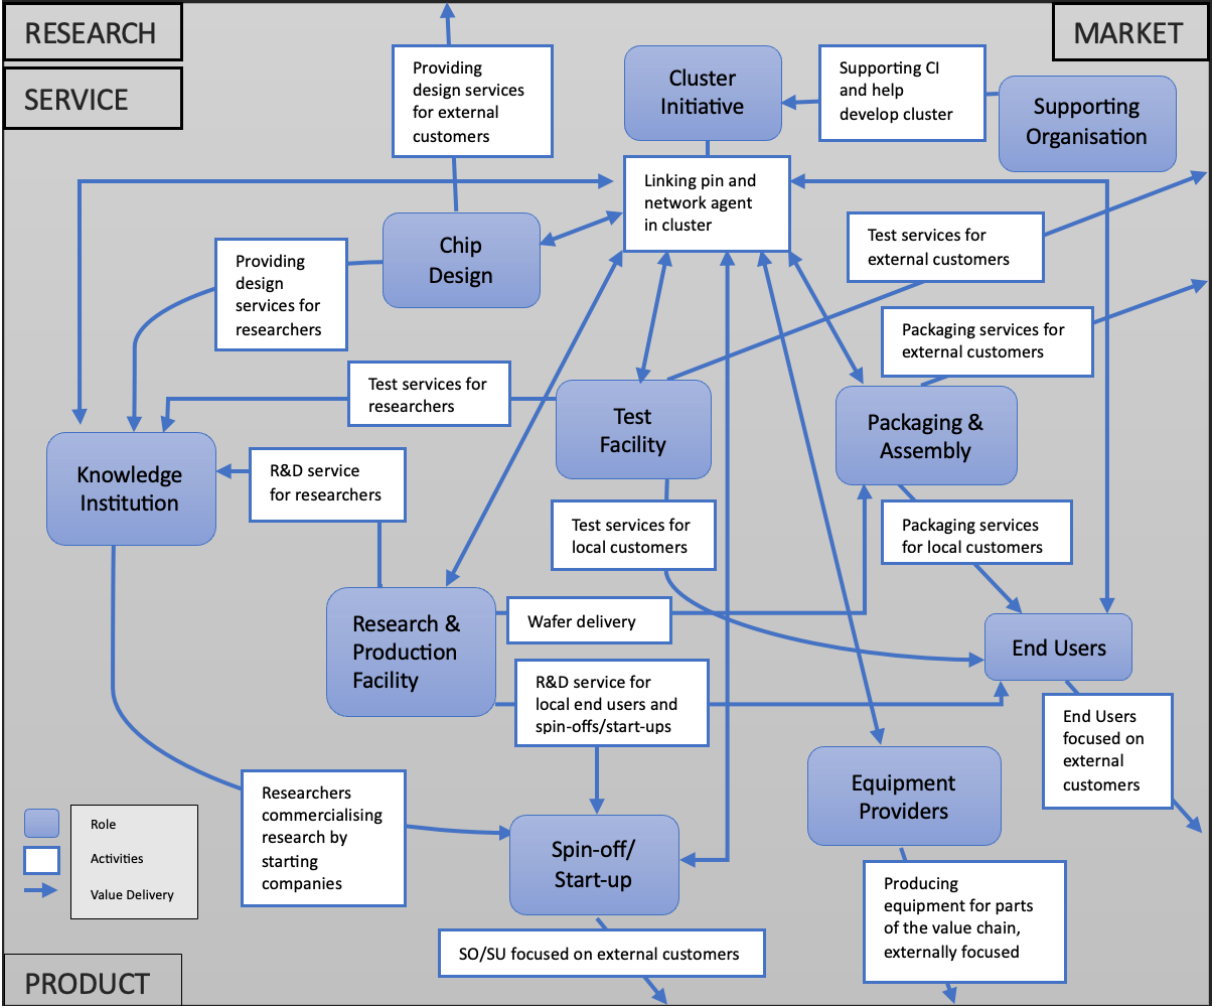 RESEARCH
MARKET
SERVICE
Providing
design services
for external
customers
Cluster
Initiative
Supporting CI
and help
develop cluster
Supporting
Organisation
Linking pin and
network agent
in cluster
Chip
Design
Test services for
external customers
Providing
design
services for
researchers
Packaging services for
external customers
Test services for
researchers
Test
Facility
Packaging &
Assembly
Knowledge
Institution
R&D service
for researchers
Test services for
local customers
Packaging services
for local customers
Research &
Production
Facility
Wafer delivery
End Users
R&D service for
local end users and
spin-offs/start-ups
End Users
focused on
external
customers
Equipment
Providers
Researchers
commercialising
research by
starting
companies
Role
Activities
Value Delivery
Spin-off/
Start-up
Producing
equipment for parts
of the value chain,
externally focused
SO/SU focused on external customers
PRODUCT